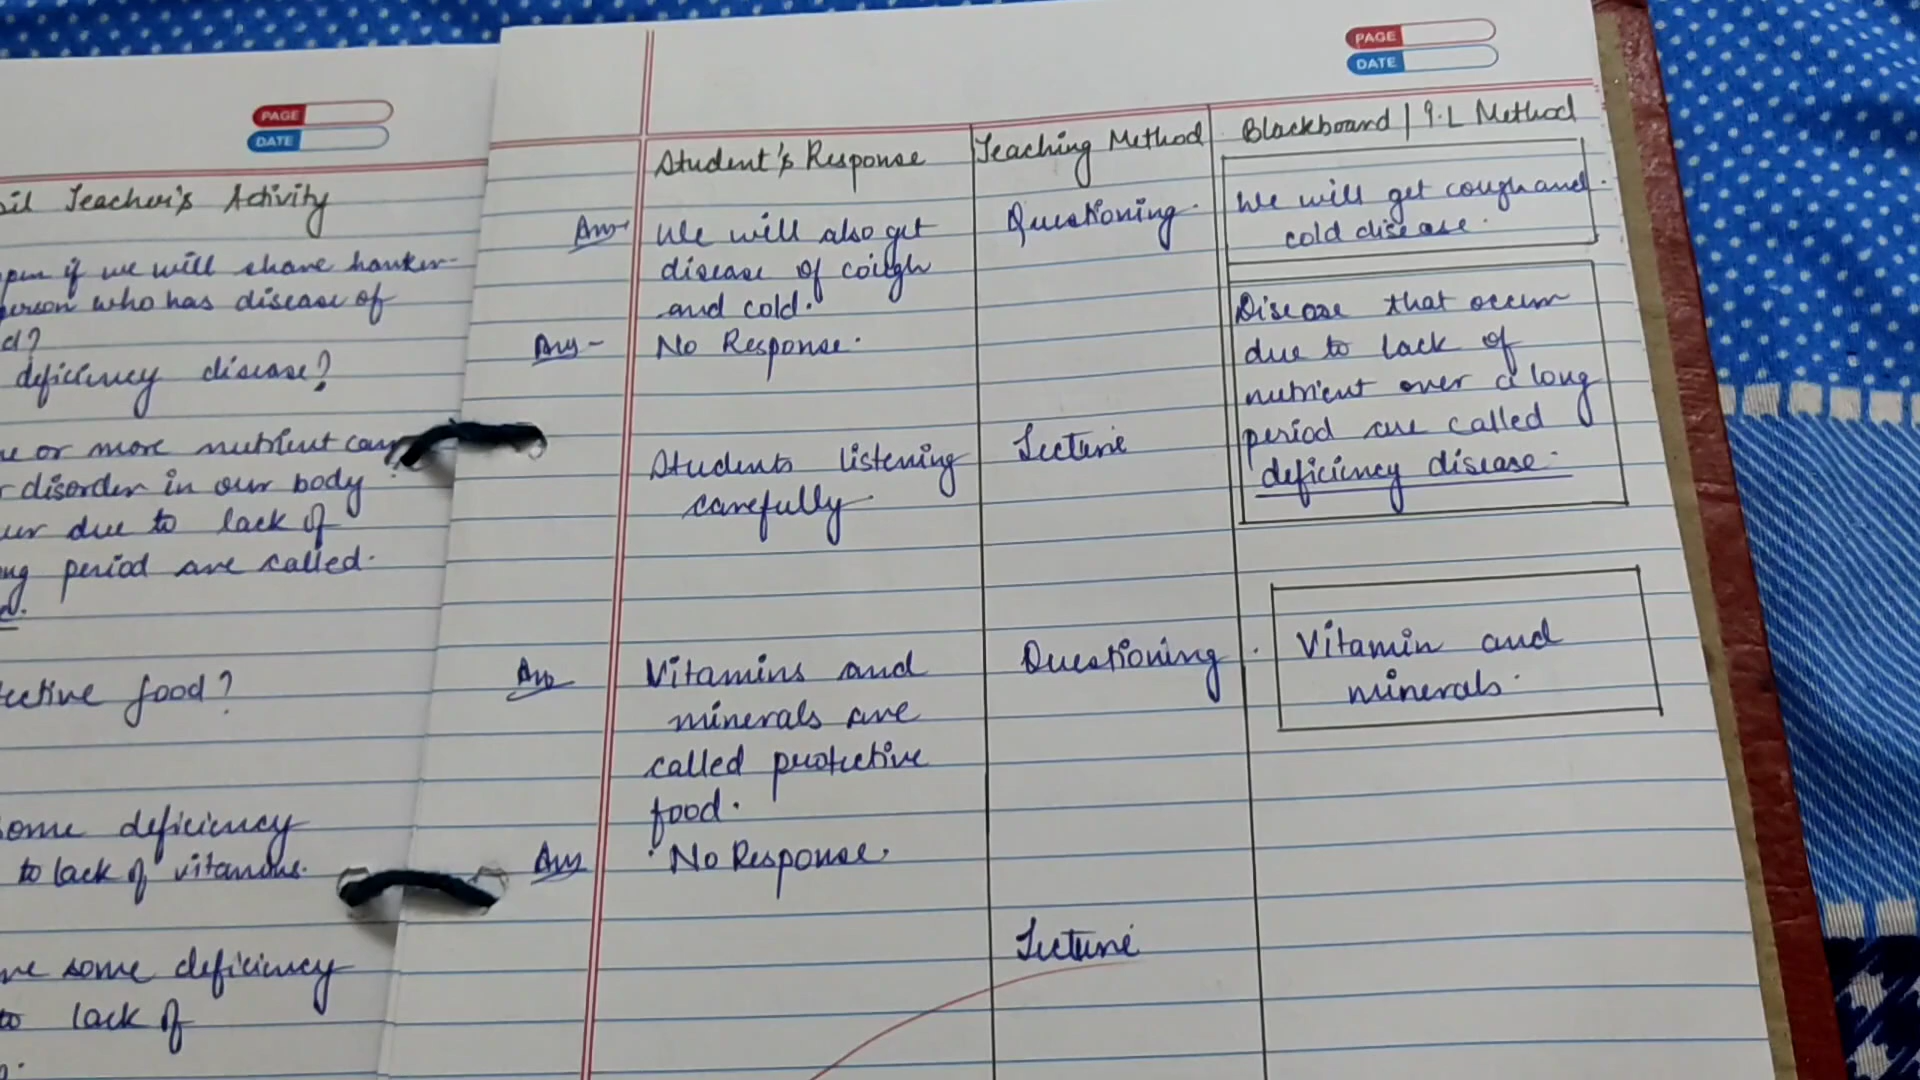 PAGE
DATE
Teacher's Activity
if we will share hanker-
person who has disease of
d?
deficiency disease?
or more nutrient can
disorder in our body
due to lack of
period are called.
food?
deficiency
to lack of vitamins.
some deficiency
to lack of
PAGE
DATE
Student's Response
Teaching Method
Blackboard | 9.L Method
Ans- We will also get
disease of cough
and cold.
Questioning.
We will get cough and
cold disease.
Ans- No Response.
Disease that occur
due to lack of
nutrient over a long
period are called
deficiency disease.
Students listening
carefully
Lecture
Ans Vitamins and
minerals are
called protective
food.
Questioning.
Vitamin and
minerals.
Ans No Response.
Lecture